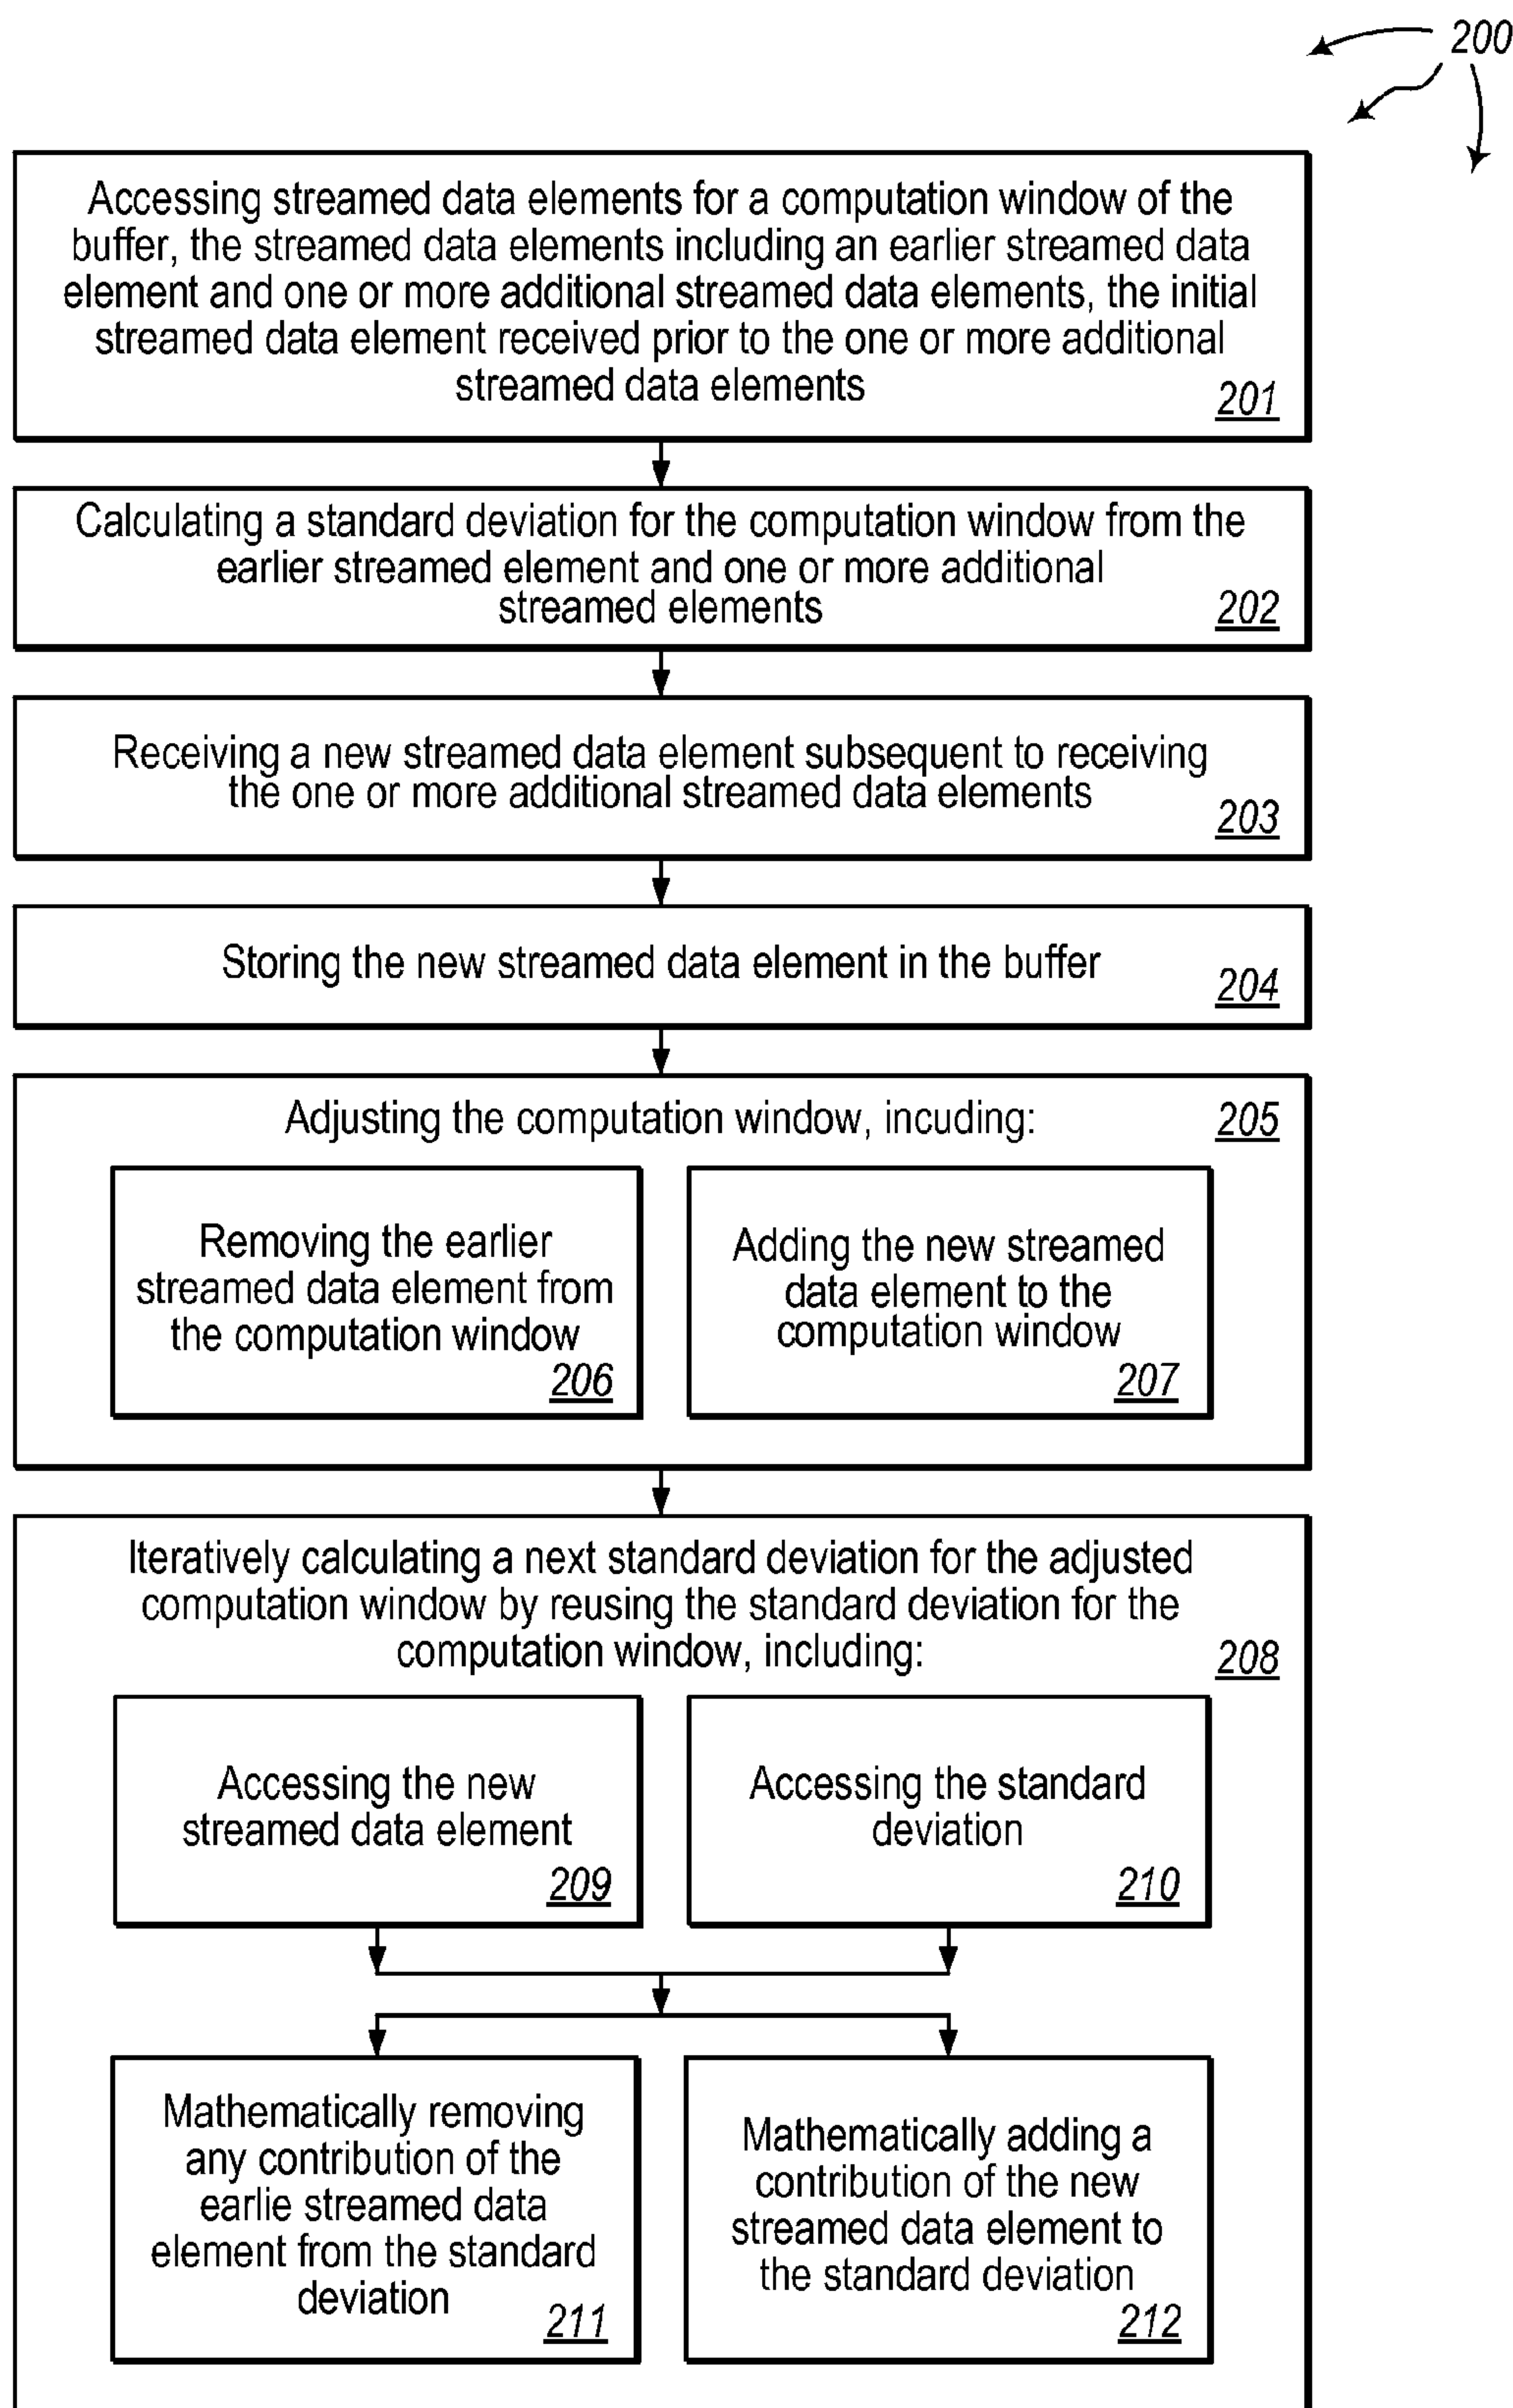 200
Accessing streamed data elements for a computation window of the
buffer, the streamed data elements including an earlier streamed data
element and one or more additional streamed data elements, the initial
streamed data element received prior to the one or more additional
streamed data elements
201
Calculating a standard deviation for the computation window from the
earlier streamed element and one or more additional
streamed elements
202
Receiving a new streamed data element subsequent to receiving
the one or more additional streamed data elements
203
Storing the new streamed data element in the buffer
204
Adjusting the computation window, incuding:
205
Removing the earlier
streamed data element from
the computation window
206
Adding the new streamed
data element to the
computation window
207
Iteratively calculating a next standard deviation for the adjusted
computation window by reusing the standard deviation for the
computation window, including:
208
Accessing the new
streamed data element
209
Accessing the standard
deviation
210
Mathematically removing
any contribution of the
earlie streamed data
element from the standard
deviation
211
Mathematically adding a
contribution of the new
streamed data element to
the standard deviation
212